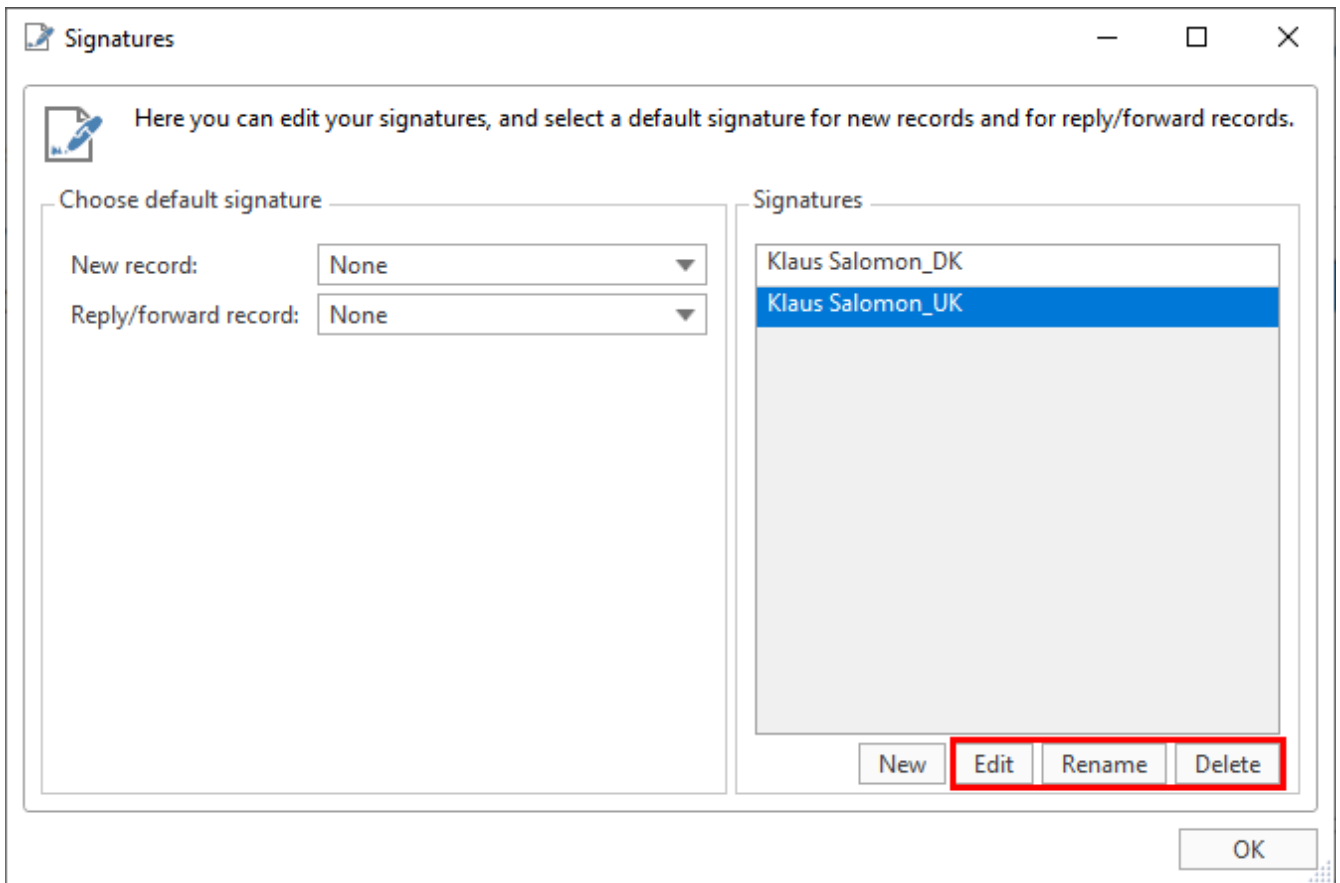 Signatures
Here you can edit your signatures, and select a default signature for new records and for reply/forward records.
Choose default signature
New record:
None
Reply/forward record:
None
Signatures
Klaus Salomon_DK
Klaus Salomon_UK
New
Edit
Rename
Delete
OK